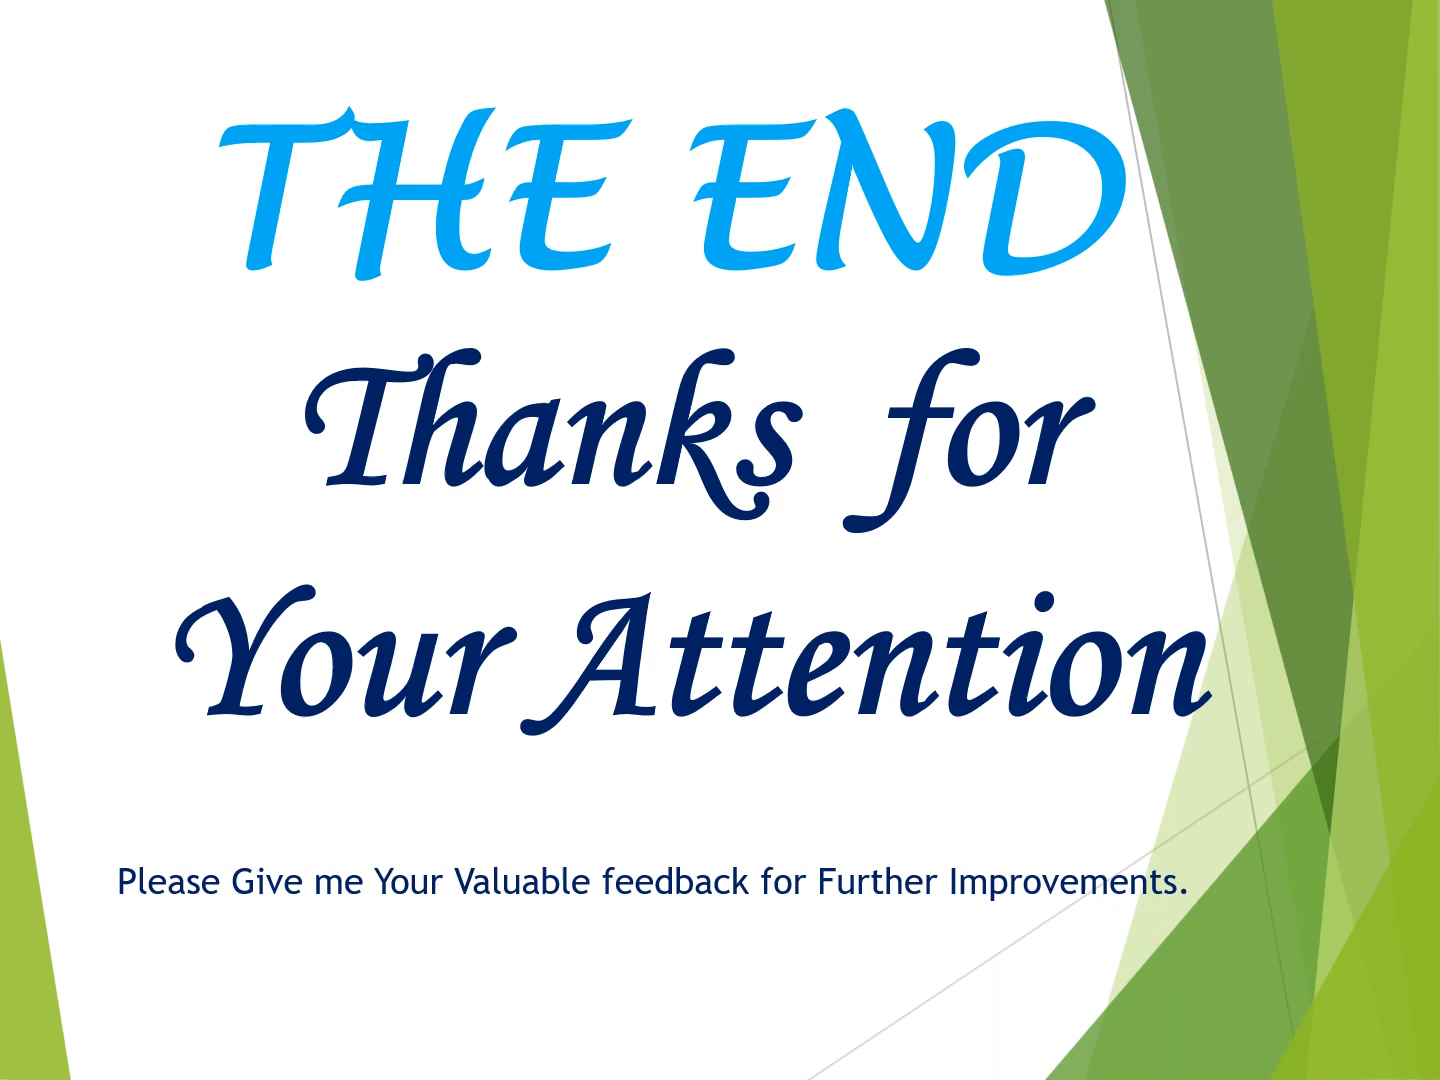 THE END
Thanks for
Your Attention
Please Give me Your Valuable feedback for Further Improvements.